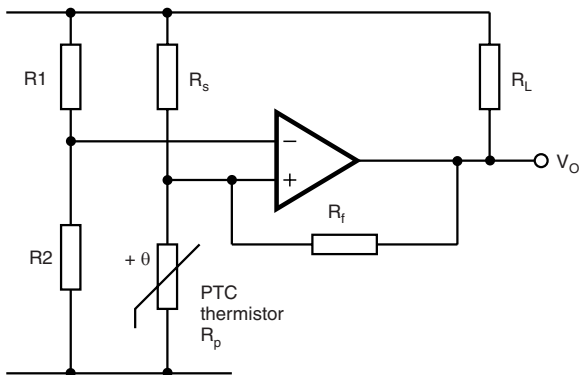 R1
Rs
RL
−
+
VO
Rf
R2
+ θ
PTC
thermistor
Rp